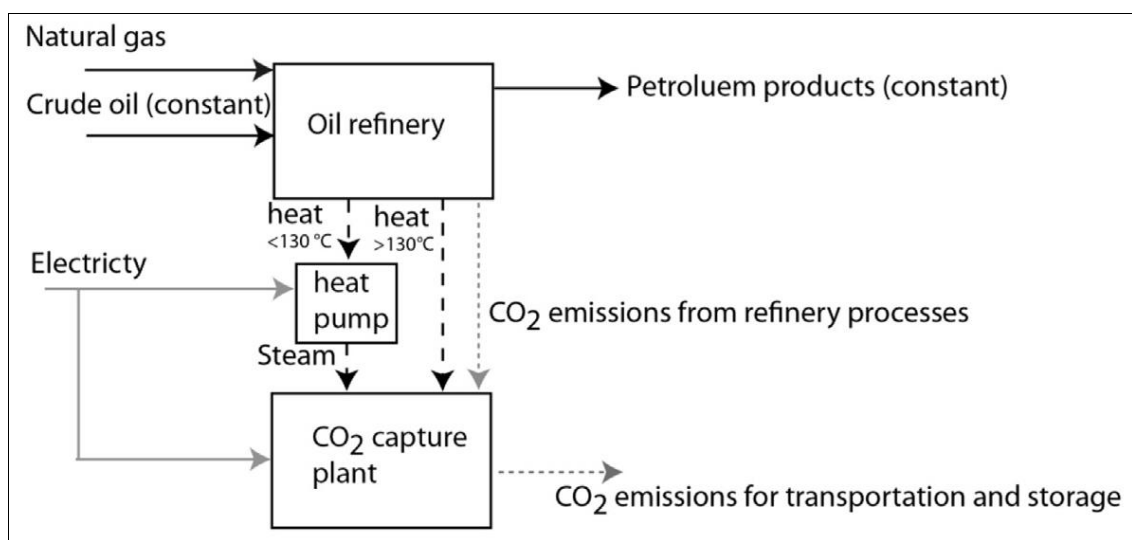 Natural gas
Crude oil (constant)
Oil refinery
Petroluem products (constant)
heat
<130 °C
heat
>130°C
Electricty
heat
pump
CO2 emissions from refinery processes
Steam
CO2 capture
plant
CO2 emissions for transportation and storage